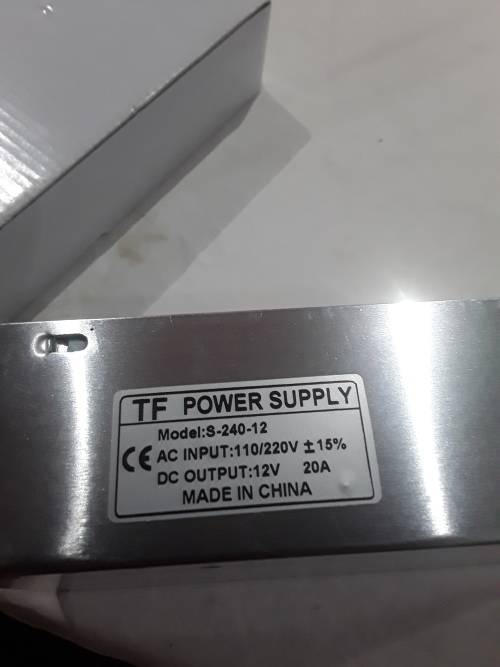 TF POWER SUPPLY
Model:S-240-12
CE AC INPUT:110/220V ±15%
DC OUTPUT:12V 20A
MADE IN CHINA